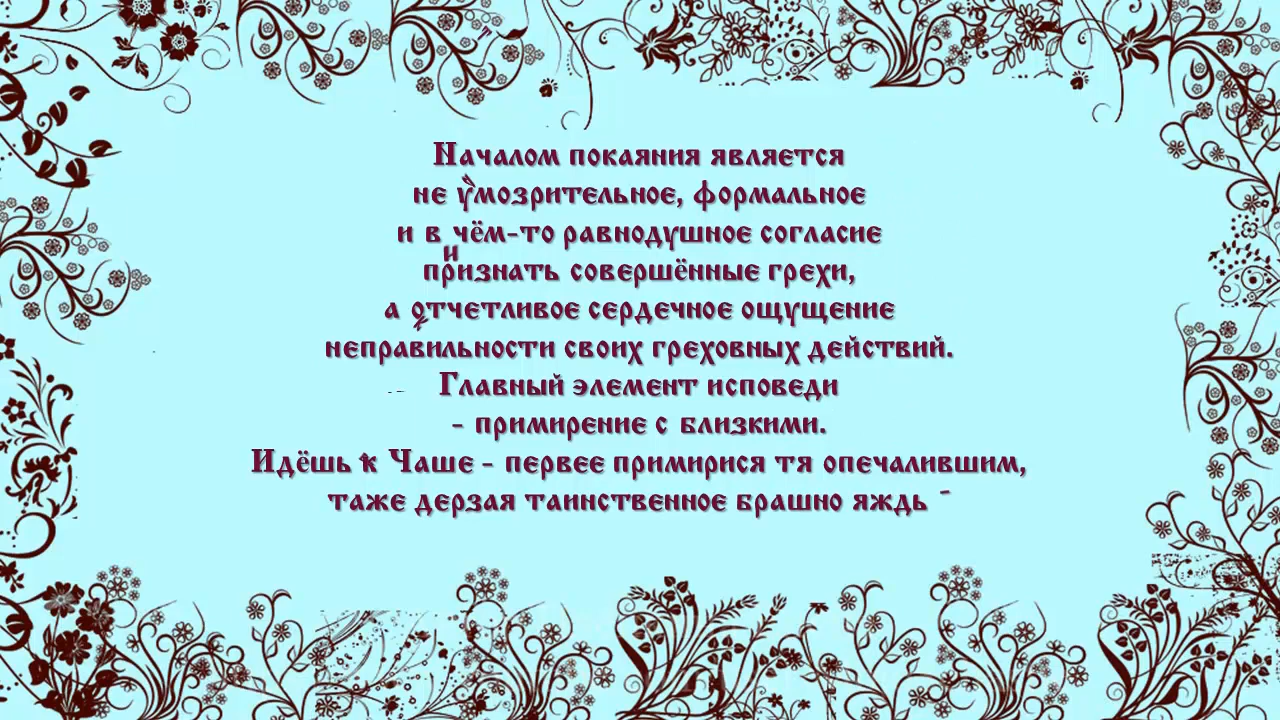 Началом покаяния является
не умозрительное, формальное
и в чём-то равнодушное согласие
признать совершённые грехи,
а отчетливое сердечное ощущение
неправильности своих греховных действий.
Главный элемент исповеди
- примирение с близкими.
Идёшь к Чаше - первее примирися тя опечалившим,
таже дерзая таинственное брашно яждь -